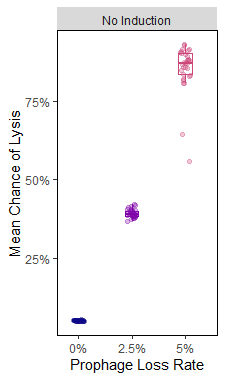 No Induction
Mean Chance of Lysis
75%
50%
25%
0% 2.5% 5%
Prophage Loss Rate